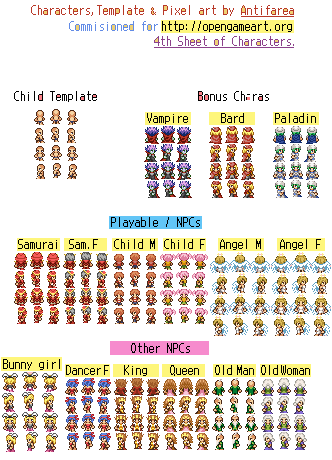 Characters, Template & Pixel art by Antifarea
Commisioned for http://opengameart.org
4th Sheet of Characters.
Child Template
Bonus Charas
Vampire
Bard
Paladin
Playable / NPCs
Samurai
Sam.F
Child M
Child F
Angel M
Angel F
Other NPCs
Bunny girl
DancerF
King
Queen
Old Man
Old Woman